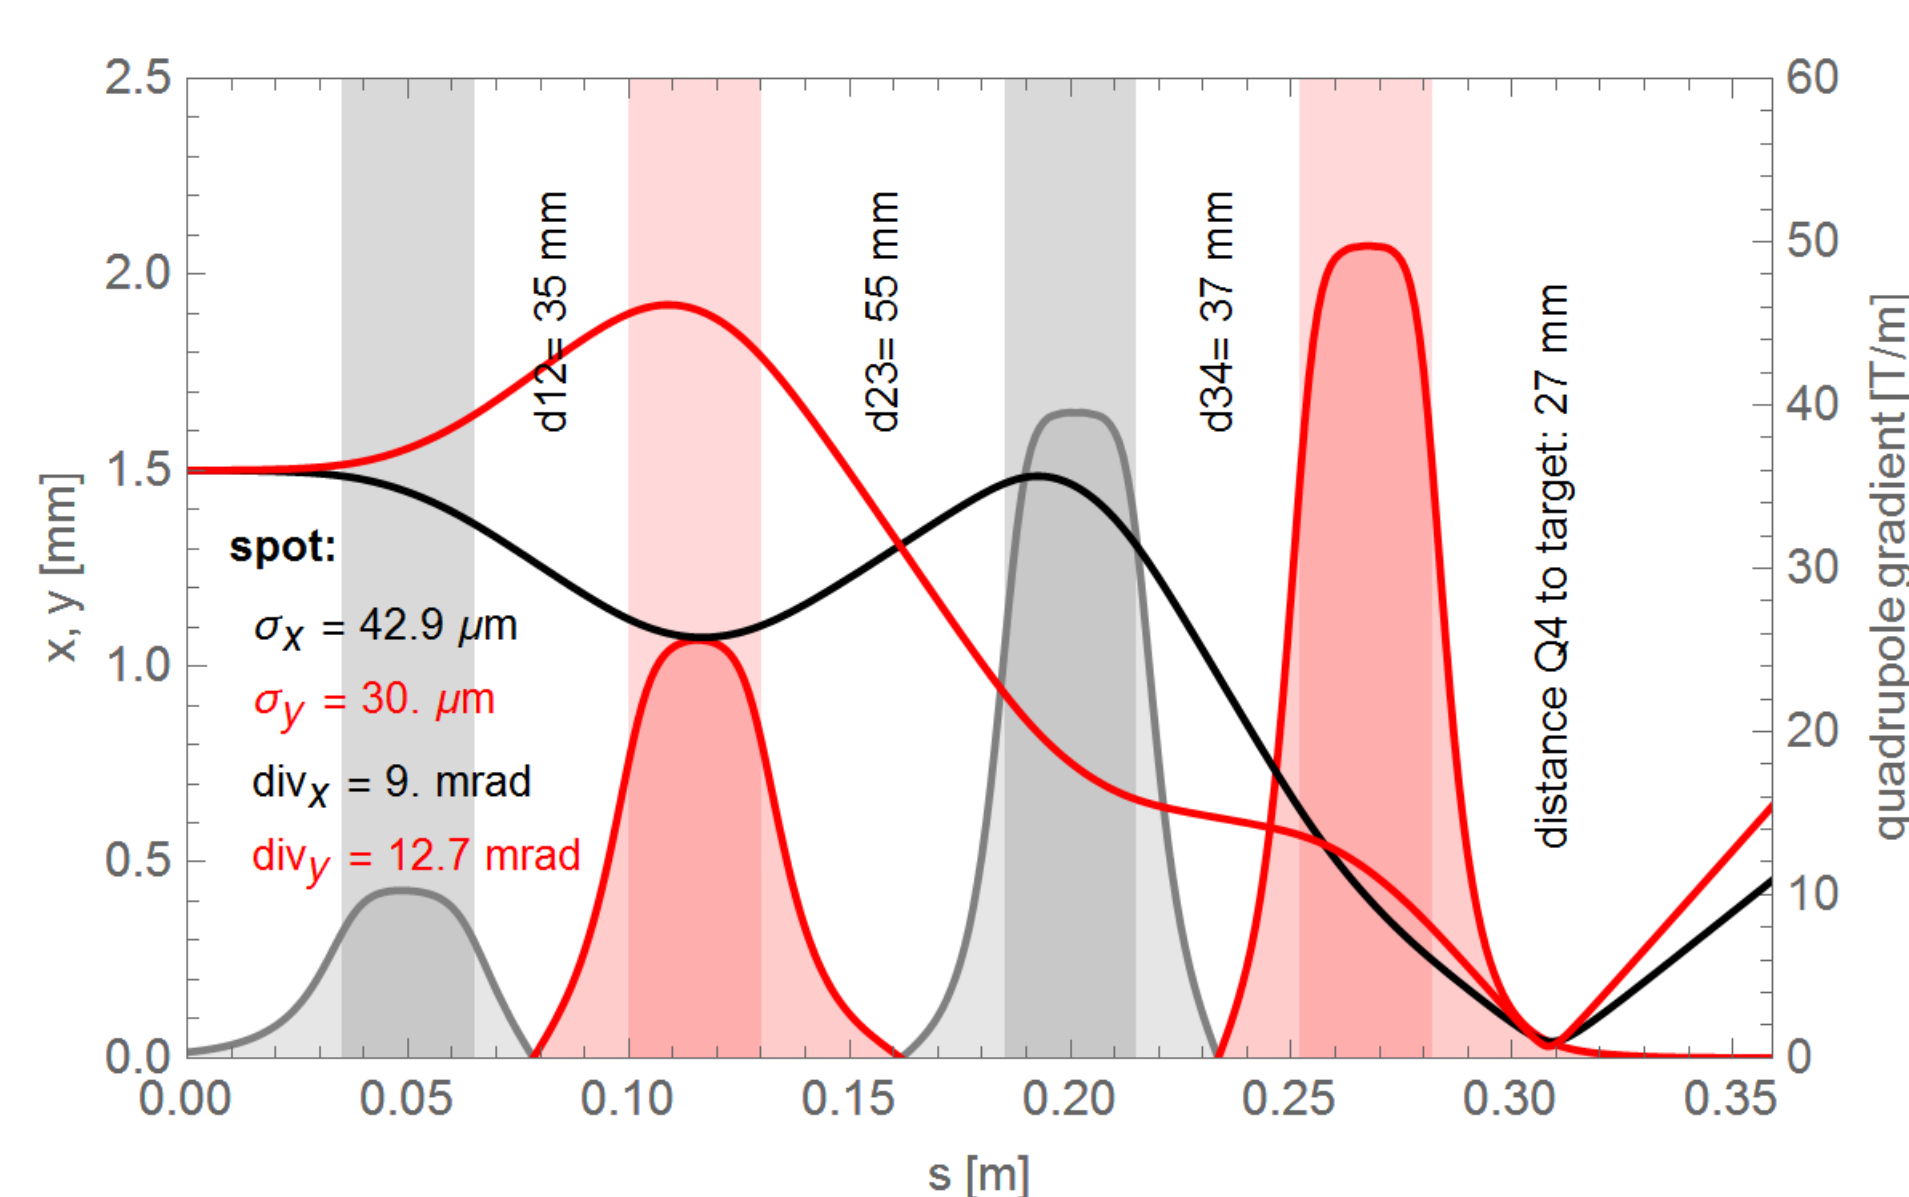 2.5
2.0
1.5
1.0
0.5
0.0
x, y [mm]
60
50
40
30
20
10
0
quadrupole gradient [T/m]
d12= 35 mm
d23= 55 mm
d34= 37 mm
distance Q4 to target: 27 mm
spot:
σx = 42.9 μm
σy = 30. μm
divx = 9. mrad
divy = 12.7 mrad
0.00 0.05 0.10 0.15 0.20 0.25 0.30 0.35
s [m]